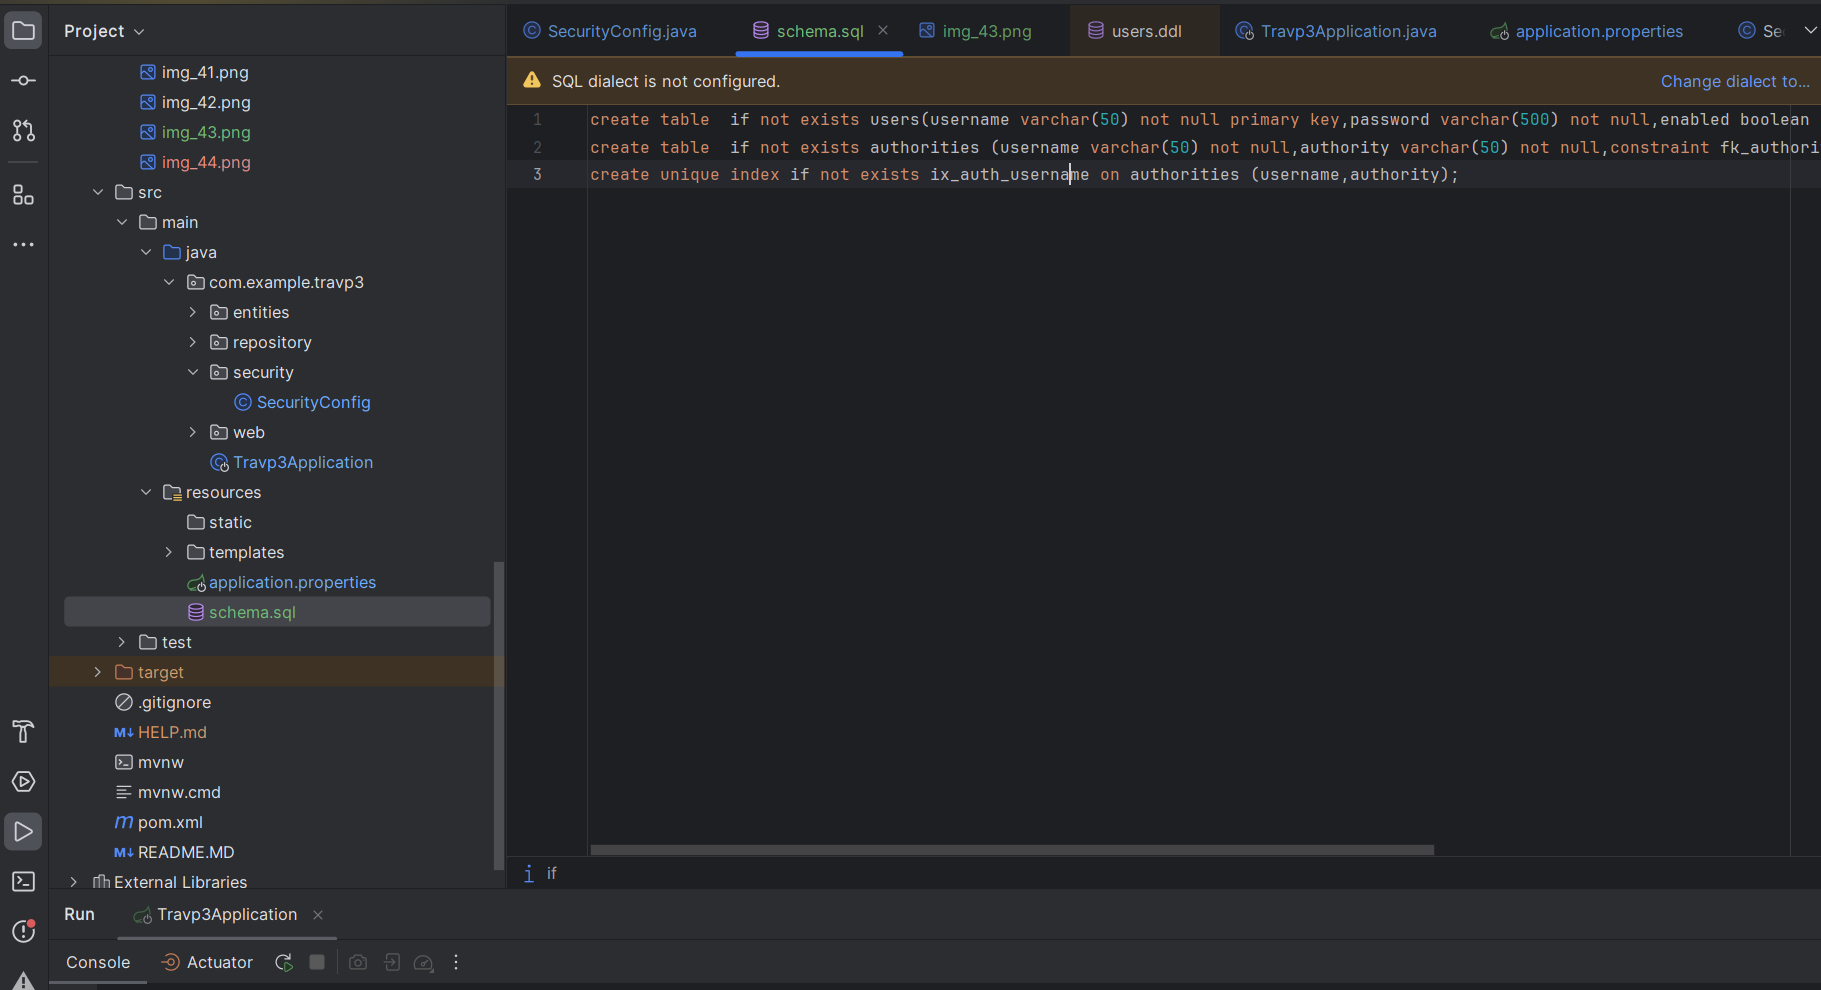 Project
img_41.png
img_42.png
img_43.png
img_44.png
src
main
java
com.example.travp3
entities
repository
security
SecurityConfig
web
Travp3Application
resources
static
templates
application.properties
schema.sql
test
target
.gitignore
HELP.md
mvnw
mvnw.cmd
pom.xml
README.MD
External Libraries
SecurityConfig.java schema.sql img_43.png users.ddl Travp3Application.java application.properties Se
SQL dialect is not configured. Change dialect to...
1 create table  if not exists users(username varchar(50) not null primary key,password varchar(500) not null,enabled boolean
2 create table  if not exists authorities (username varchar(50) not null,authority varchar(50) not null,constraint fk_authori
3 create unique index if not exists ix_auth_username on authorities (username,authority);
if
Run Travp3Application
Console Actuator